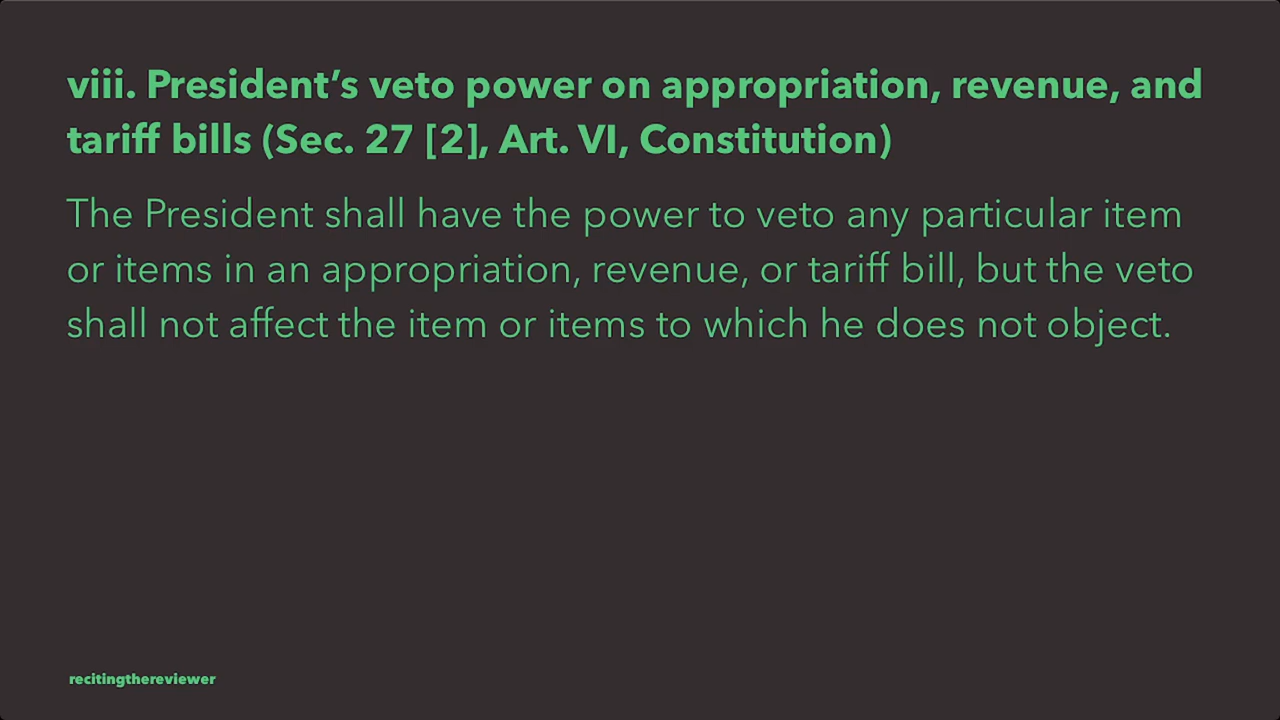 viii. President’s veto power on appropriation, revenue, and
tariff bills (Sec. 27 [2], Art. VI, Constitution)
The President shall have the power to veto any particular item
or items in an appropriation, revenue, or tariff bill, but the veto
shall not affect the item or items to which he does not object.
recitingthereviewer